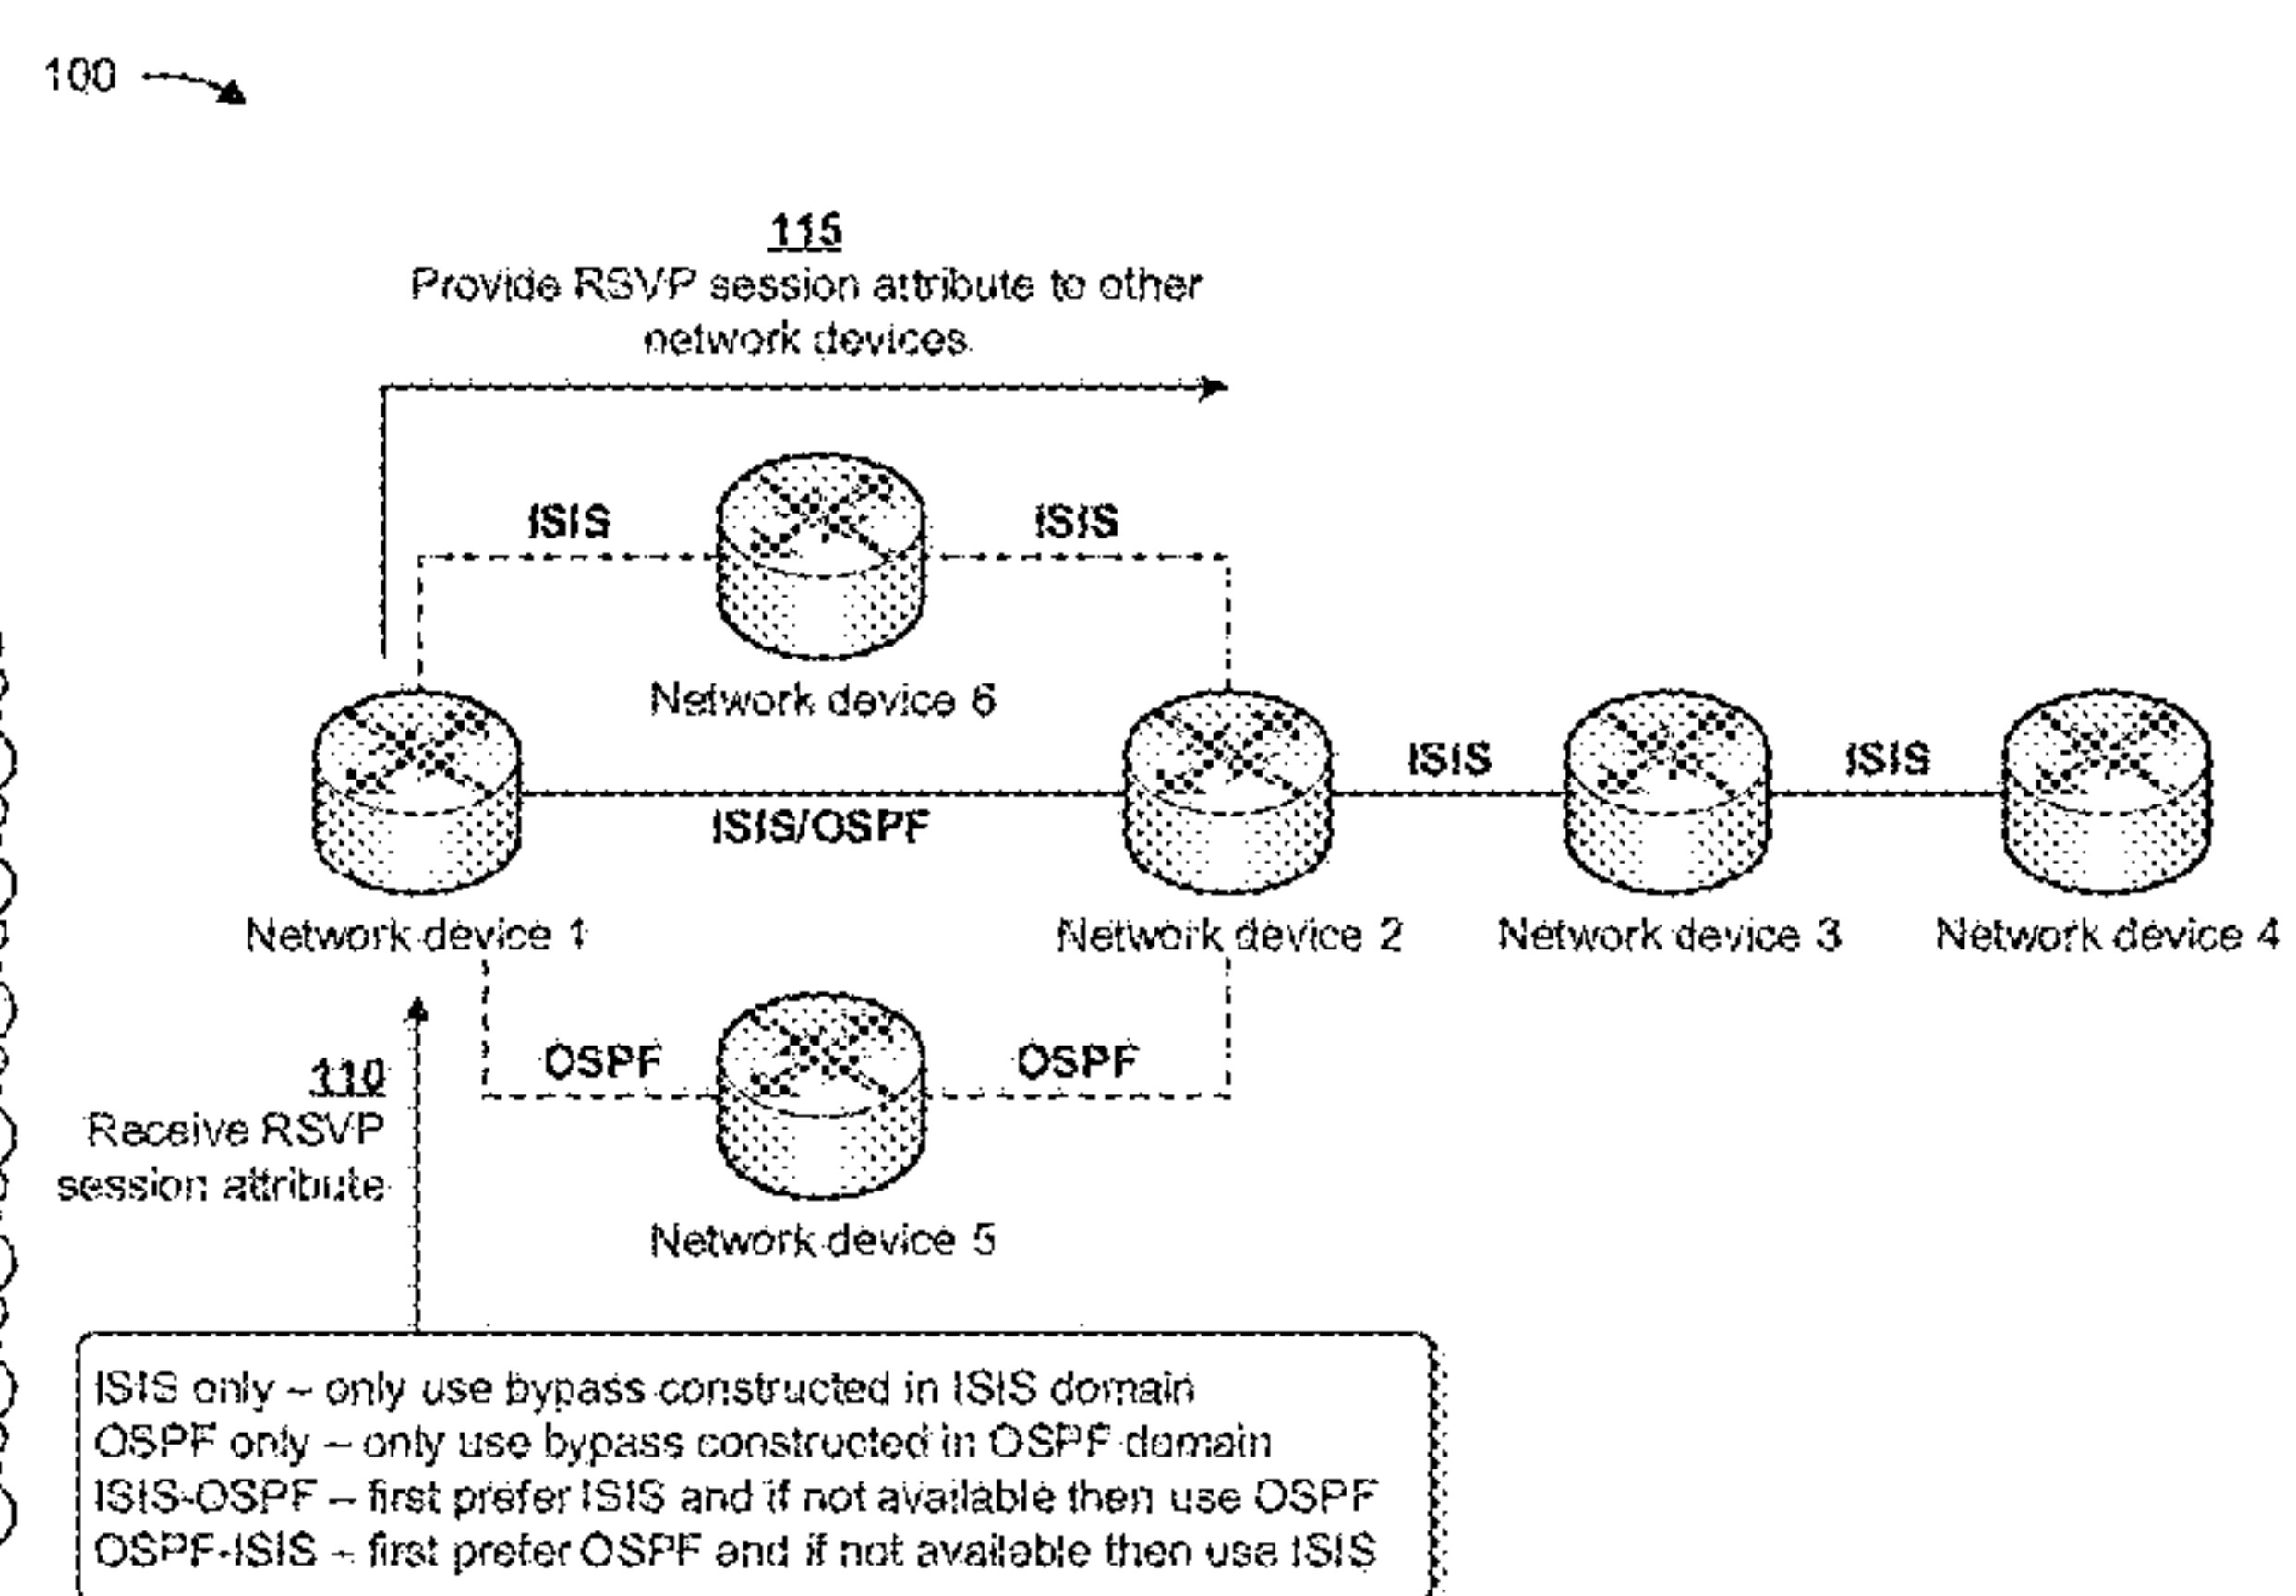 100
115
Provide RSVP session attribute to other
network devices
ISIS
ISIS
Network device 6
ISIS
ISIS
ISIS/OSPF
Network device 1
Network device 2
Network device 3
Network device 4
OSPF
OSPF
110
Receive RSVP
session attribute
Network device 5
ISIS only – only use bypass constructed in ISIS domain
OSPF only – only use bypass constructed in OSPF domain
ISIS-OSPF – first prefer ISIS and if not available then use OSPF
OSPF-ISIS – first prefer OSPF and if not available then use ISIS